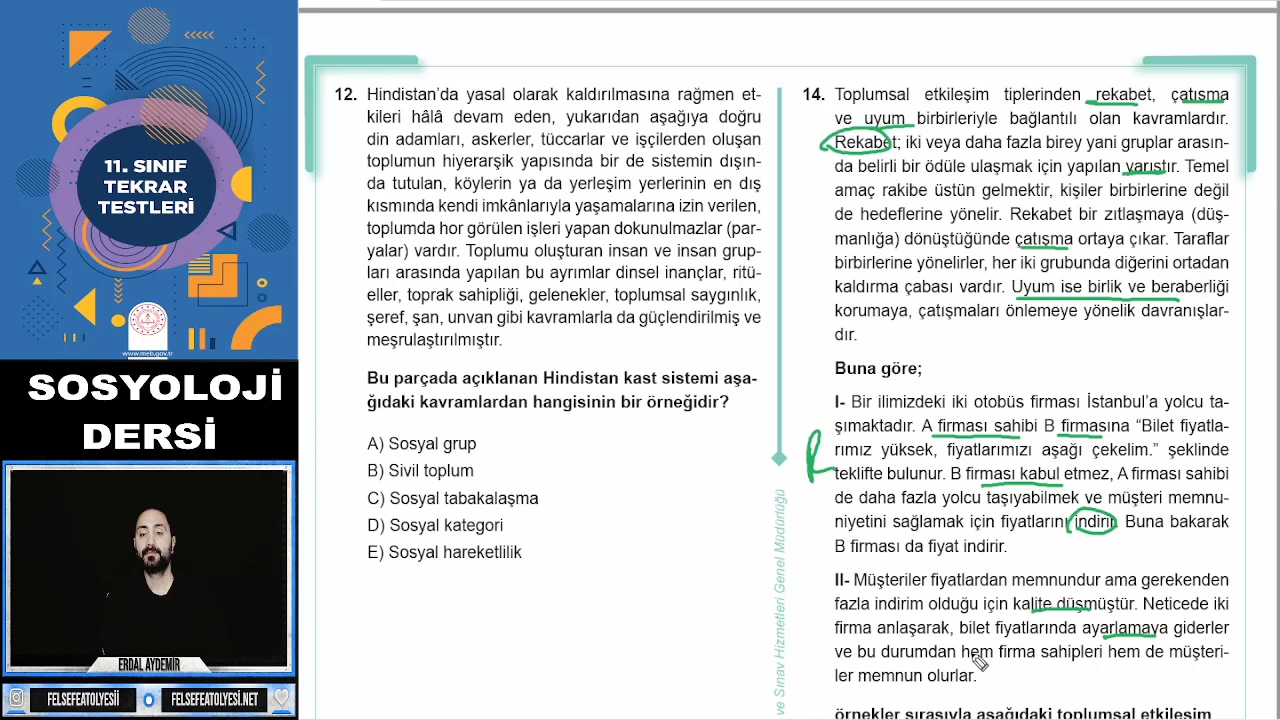 11. SINIF
TEKRAR
TESTLERİ
www.meb.gov.tr
SOSYOLOJİ
DERSİ
ERDAL AYDEMİR
FELSEFEATOLYESİİ
FELSEFEATOLYESİ.NET
12. Hindistan’da yasal olarak kaldırılmasına rağmen et-
kileri hâlâ devam eden, yukarıdan aşağıya doğru
din adamları, askerler, tüccarlar ve işçilerden oluşan
toplumun hiyerarşik yapısında bir de sistemin dışın-
da tutulan, köylerin ya da yerleşim yerlerinin en dış
kısmında kendi imkânlarıyla yaşamalarına izin verilen,
toplumda hor görülen işleri yapan dokunulmazlar (par-
yalar) vardır. Toplumu oluşturan insan ve insan grup-
ları arasında yapılan bu ayrımlar dinsel inançlar, ritü-
eller, toprak sahipliği, gelenekler, toplumsal saygınlık,
şeref, şan, unvan gibi kavramlarla da güçlendirilmiş ve
meşrulaştırılmıştır.
Bu parçada açıklanan Hindistan kast sistemi aşa-
ğıdaki kavramlardan hangisinin bir örneğidir?
A) Sosyal grup
B) Sivil toplum
C) Sosyal tabakalaşma
D) Sosyal kategori
E) Sosyal hareketlilik
ve Sınav Hizmetleri Genel Müdürlüğü
14. Toplumsal etkileşim tiplerinden rekabet, çatışma
ve uyum birbirleriyle bağlantılı olan kavramlardır.
Rekabet; iki veya daha fazla birey yani gruplar arasın-
da belirli bir ödüle ulaşmak için yapılan yarıştır. Temel
amaç rakibe üstün gelmektir, kişiler birbirlerine değil
de hedeflerine yönelir. Rekabet bir zıtlaşmaya (düş-
manlığa) dönüştüğünde çatışma ortaya çıkar. Taraflar
birbirlerine yönelirler, her iki grubunda diğerini ortadan
kaldırma çabası vardır. Uyum ise birlik ve beraberliği
korumaya, çatışmaları önlemeye yönelik davranışlar-
dır.
Buna göre;
I- Bir ilimizdeki iki otobüs firması İstanbul’a yolcu ta-
şımaktadır. A firması sahibi B firmasına “Bilet fiyatla-
rımız yüksek, fiyatlarımızı aşağı çekelim.” şeklinde
teklifte bulunur. B firması kabul etmez, A firması sahibi
de daha fazla yolcu taşıyabilmek ve müşteri memnu-
niyetini sağlamak için fiyatlarını indirir. Buna bakarak
B firması da fiyat indirir.
R
II- Müşteriler fiyatlardan memnundur ama gerekenden
fazla indirim olduğu için kalite düşmüştür. Neticede iki
firma anlaşarak, bilet fiyatlarında ayarlamaya giderler
ve bu durumdan hem firma sahipleri hem de müşteri-
ler memnun olurlar.
örnekler sırasıyla aşağıdaki toplumsal etkileşim